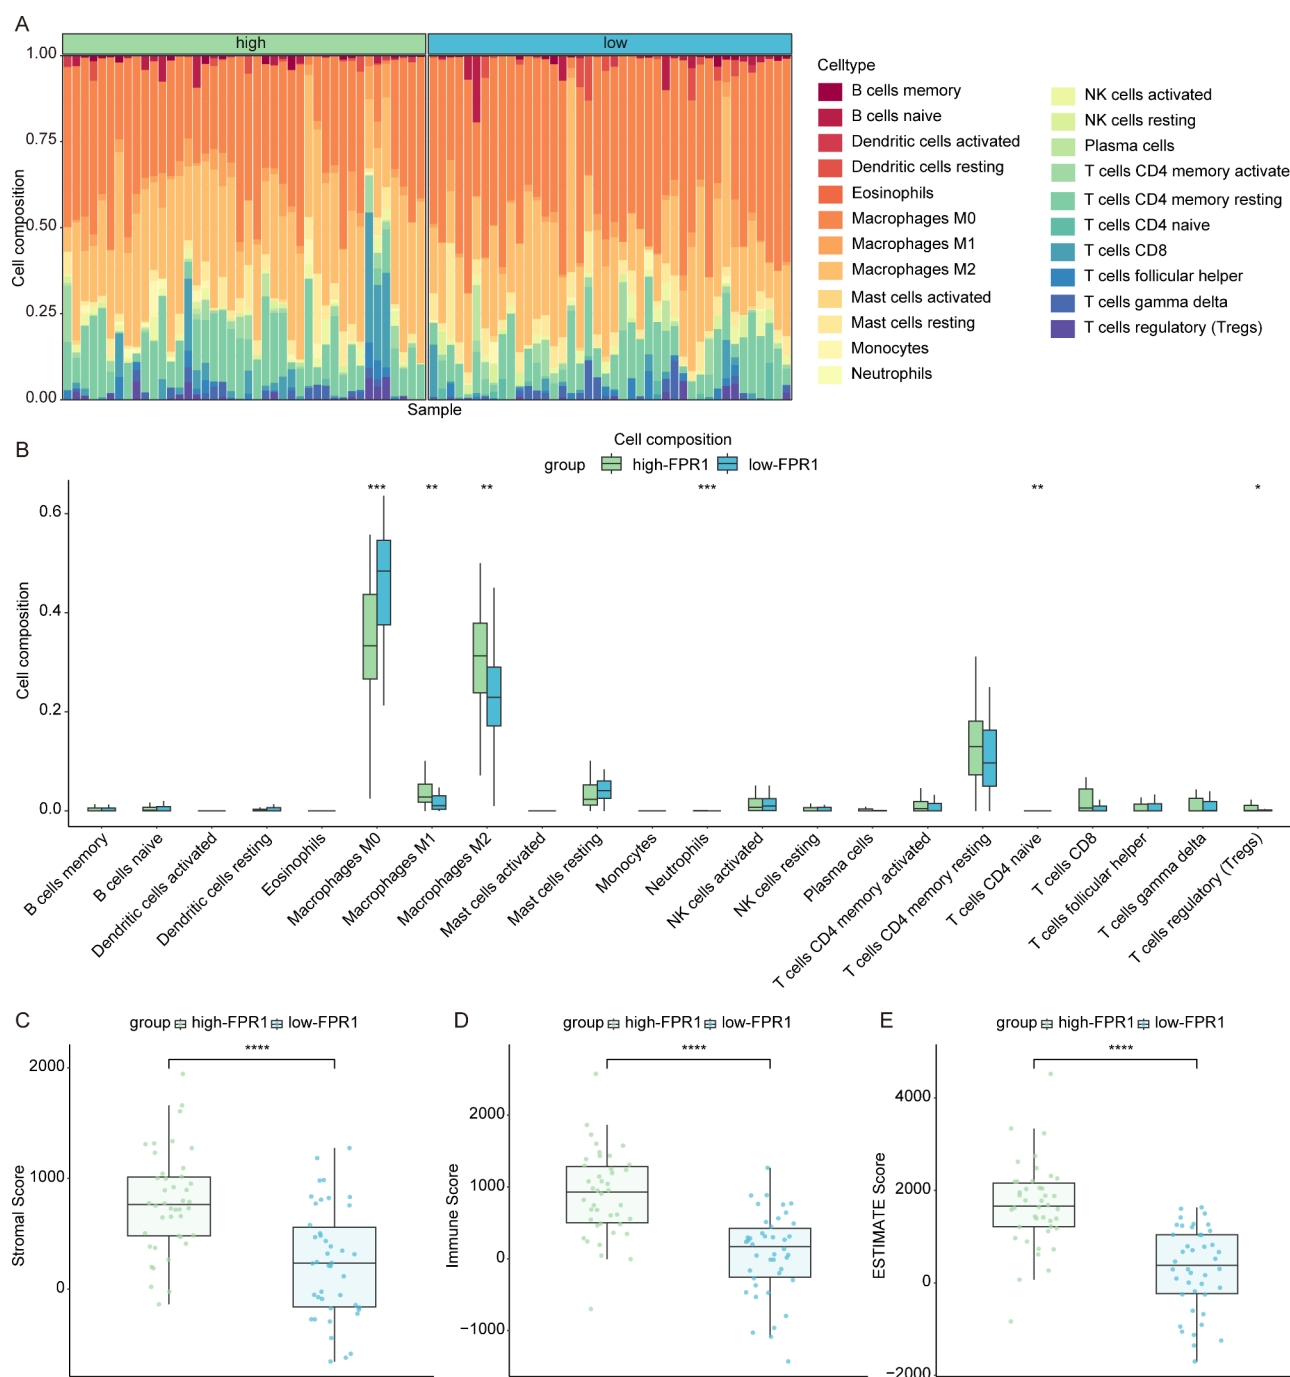 A
high
low
1.00
0.75
0.50
0.25
0.00
Cell composition
Sample
Celltype
B cells memory
B cells naive
Dendritic cells activated
Dendritic cells resting
Eosinophils
Macrophages M0
Macrophages M1
Macrophages M2
Mast cells activated
Mast cells resting
Monocytes
Neutrophils
NK cells activated
NK cells resting
Plasma cells
T cells CD4 memory activate
T cells CD4 memory resting
T cells CD4 naive
T cells CD8
T cells follicular helper
T cells gamma delta
T cells regulatory (Tregs)
B
Cell composition
group high-FPR1 low-FPR1
*** ** ** *** ** *
0.6
0.4
0.2
0.0
Cell composition
B cells memory
B cells naive
Dendritic cells activated
Dendritic cells resting
Eosinophils
Macrophages M0
Macrophages M1
Macrophages M2
Mast cells activated
Mast cells resting
Monocytes
Neutrophils
NK cells activated
NK cells resting
Plasma cells
T cells CD4 memory activated
T cells CD4 memory resting
T cells CD4 naive
T cells CD8
T cells follicular helper
T cells gamma delta
T cells regulatory (Tregs)
C
group high-FPR1 low-FPR1
****
2000
1000
0
Stromal Score
D
group high-FPR1 low-FPR1
****
2000
1000
0
−1000
Immune Score
E
group high-FPR1 low-FPR1
****
4000
2000
0
−2000
ESTIMATE Score